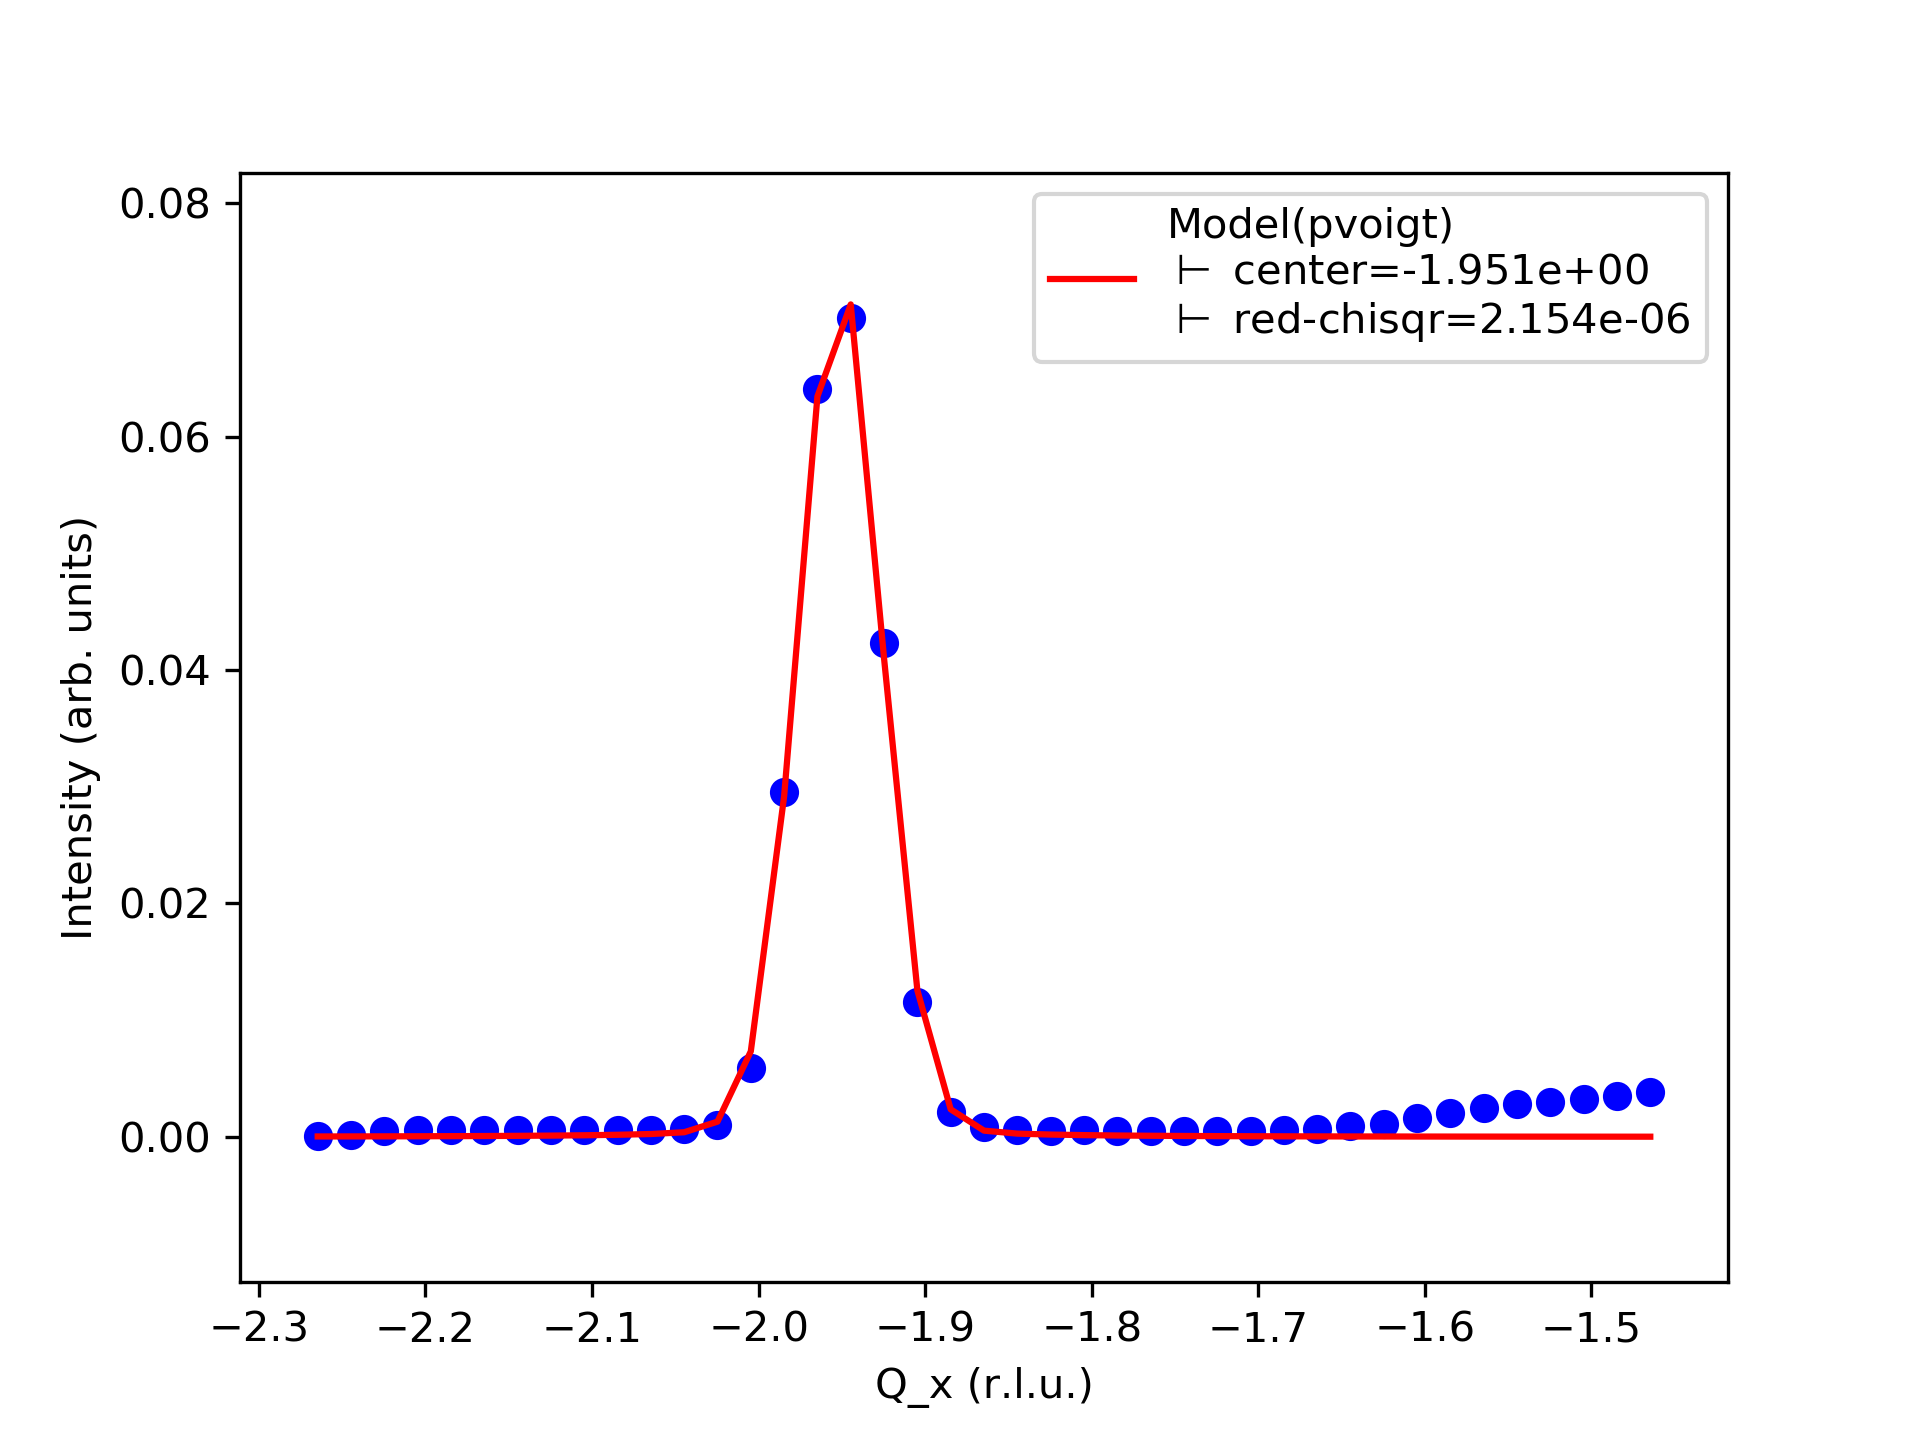 Model(pvoigt)
⊢ center=-1.951e+00
⊢ red-chisqr=2.154e-06
0.08
0.06
0.04
0.02
0.00
Intensity (arb. units)
−2.3 −2.2 −2.1 −2.0 −1.9 −1.8 −1.7 −1.6 −1.5
Q_x (r.l.u.)